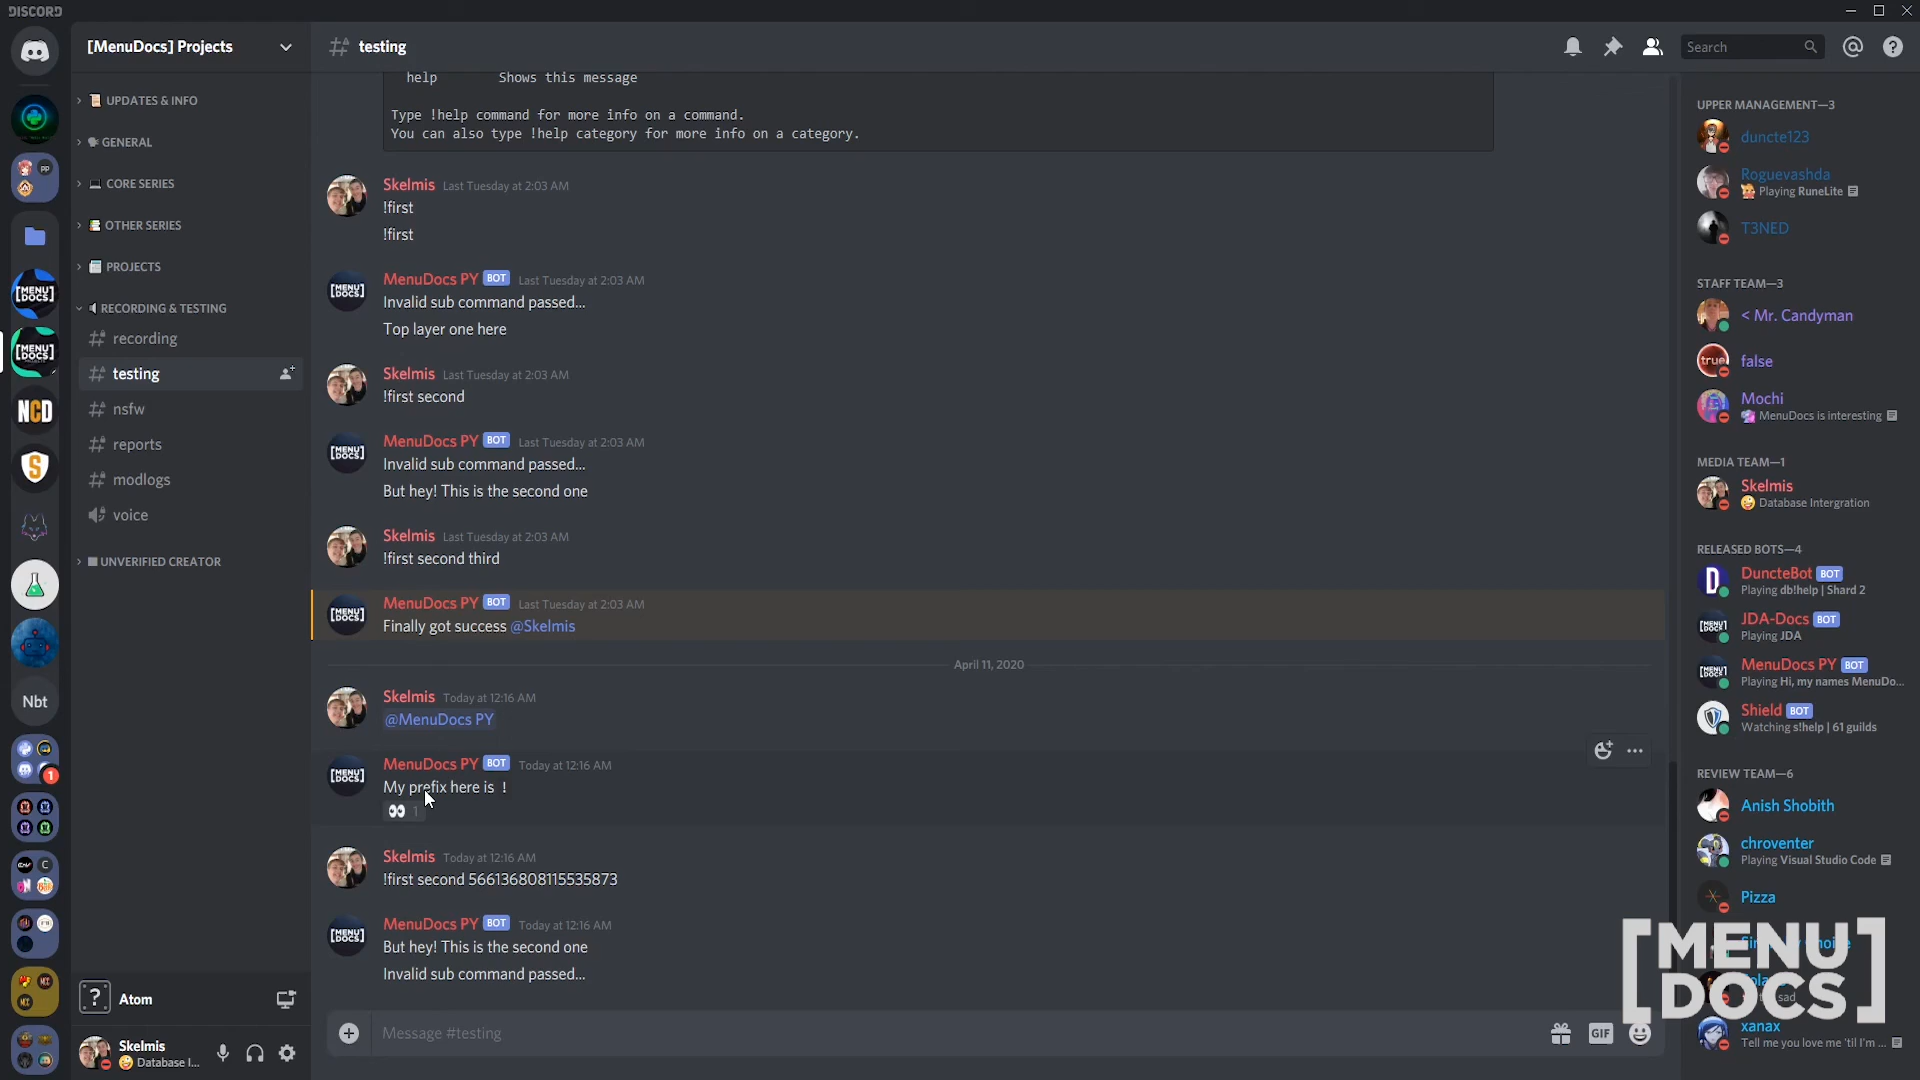 DISCORD
[MenuDocs] Projects
UPDATES & INFO
GENERAL
CORE SERIES
OTHER SERIES
PROJECTS
RECORDING & TESTING
recording
testing
nsfw
reports
modlogs
voice
UNVERIFIED CREATOR
[MENU]
DOCS
[MENU]
DOCS
NCD
Nbt
1
? Atom
Skelmis
Database I...
testing
Search
help Shows this message
Type !help command for more info on a command.
You can also type !help category for more info on a category.
Skelmis Last Tuesday at 2:03 AM
!first
!first
MenuDocs PY BOT Last Tuesday at 2:03 AM
Invalid sub command passed...
Top layer one here
Skelmis Last Tuesday at 2:03 AM
!first second
MenuDocs PY BOT Last Tuesday at 2:03 AM
Invalid sub command passed...
But hey! This is the second one
Skelmis Last Tuesday at 2:03 AM
!first second third
MenuDocs PY BOT Last Tuesday at 2:03 AM
Finally got success @Skelmis
April 11, 2020
Skelmis Today at 12:16 AM
@MenuDocs PY
MenuDocs PY BOT Today at 12:16 AM
My prefix here is !
1
Skelmis Today at 12:16 AM
!first second 566136808115535873
MenuDocs PY BOT Today at 12:16 AM
But hey! This is the second one
Invalid sub command passed...
Message #testing
GIF
UPPER MANAGEMENT—3
duncte123
Roguevashda
Playing RuneLite
T3NED
STAFF TEAM—3
< Mr. Candyman
true
false
Mochi
MenuDocs is interesting
MEDIA TEAM—1
Skelmis
Database Intergration
RELEASED BOTS—4
DuncteBot BOT
Playing db!help | Shard 2
JDA-Docs BOT
Playing JDA
MenuDocs PY BOT
Playing Hi, my names MenuDo...
Shield BOT
Watching s!help | 61 guilds
REVIEW TEAM—6
Anish Shobith
chroventer
Playing Visual Studio Code
Pizza
[MENU
DOCS]
sad
xanax
Tell me you love me 'til I'm ...